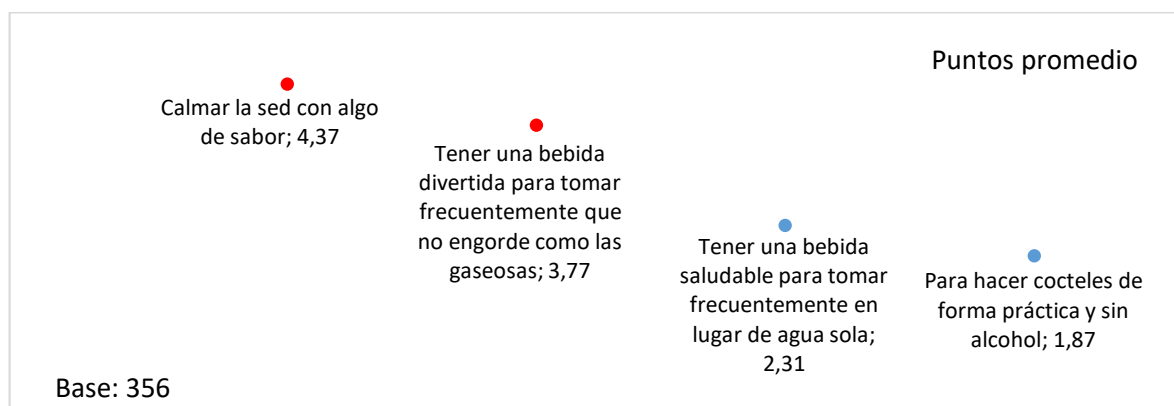 Puntos promedio
Calmar la sed con algo
de sabor; 4,37
Tener una bebida
divertida para tomar
frecuentemente que
no engorde como las
gaseosas; 3,77
Tener una bebida
saludable para tomar
frecuentemente en
lugar de agua sola;
2,31
Para hacer cocteles de
forma práctica y sin
alcohol; 1,87
Base: 356